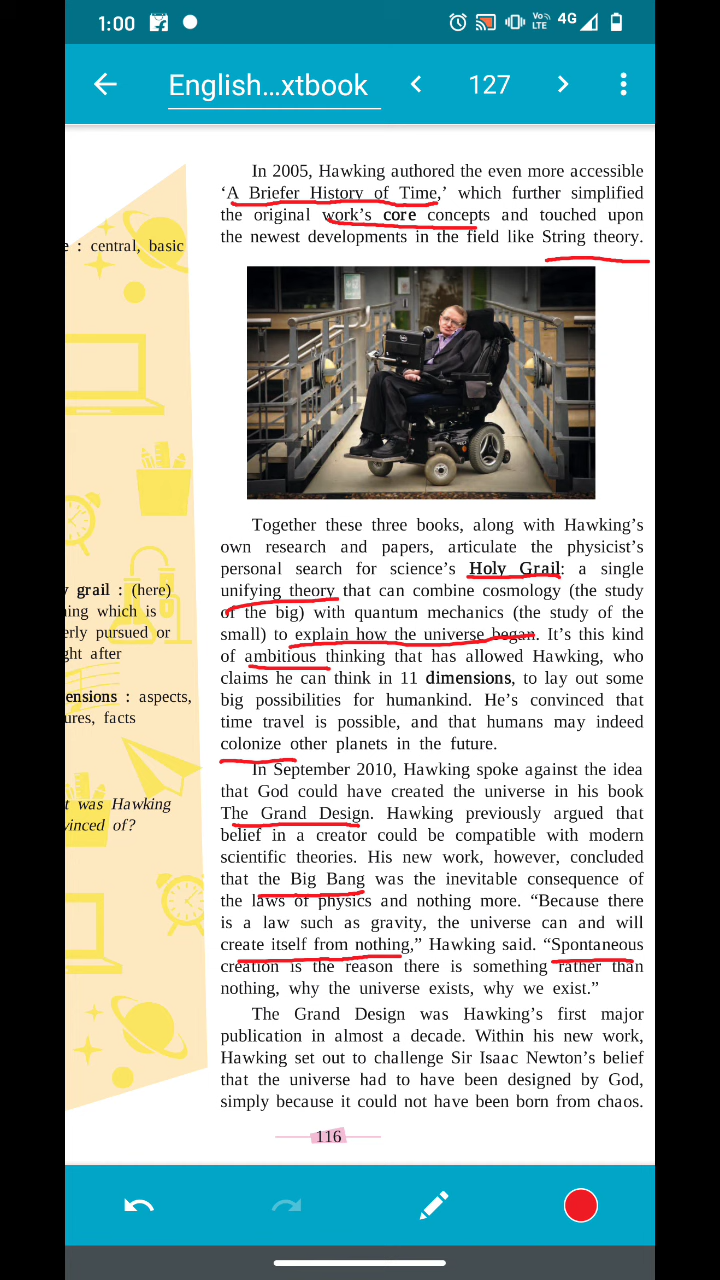 1:00
Vo LTE 4G
English...xtbook
127
In 2005, Hawking authored the even more accessible
‘A Briefer History of Time,’ which further simplified
the original work’s core concepts and touched upon
the newest developments in the field like String theory.
e : central, basic
Together these three books, along with Hawking’s
own research and papers, articulate the physicist’s
personal search for science’s Holy Grail: a single
unifying theory that can combine cosmology (the study
of the big) with quantum mechanics (the study of the
small) to explain how the universe began. It’s this kind
of ambitious thinking that has allowed Hawking, who
claims he can think in 11 dimensions, to lay out some
big possibilities for humankind. He’s convinced that
time travel is possible, and that humans may indeed
colonize other planets in the future.
y grail : (here)
ning which is
erly pursued or
ght after
ensions : aspects,
ures, facts
t was Hawking
vinced of?
In September 2010, Hawking spoke against the idea
that God could have created the universe in his book
The Grand Design. Hawking previously argued that
belief in a creator could be compatible with modern
scientific theories. His new work, however, concluded
that the Big Bang was the inevitable consequence of
the laws of physics and nothing more. “Because there
is a law such as gravity, the universe can and will
create itself from nothing,” Hawking said. “Spontaneous
creation is the reason there is something rather than
nothing, why the universe exists, why we exist.”
The Grand Design was Hawking’s first major
publication in almost a decade. Within his new work,
Hawking set out to challenge Sir Isaac Newton’s belief
that the universe had to have been designed by God,
simply because it could not have been born from chaos.
116